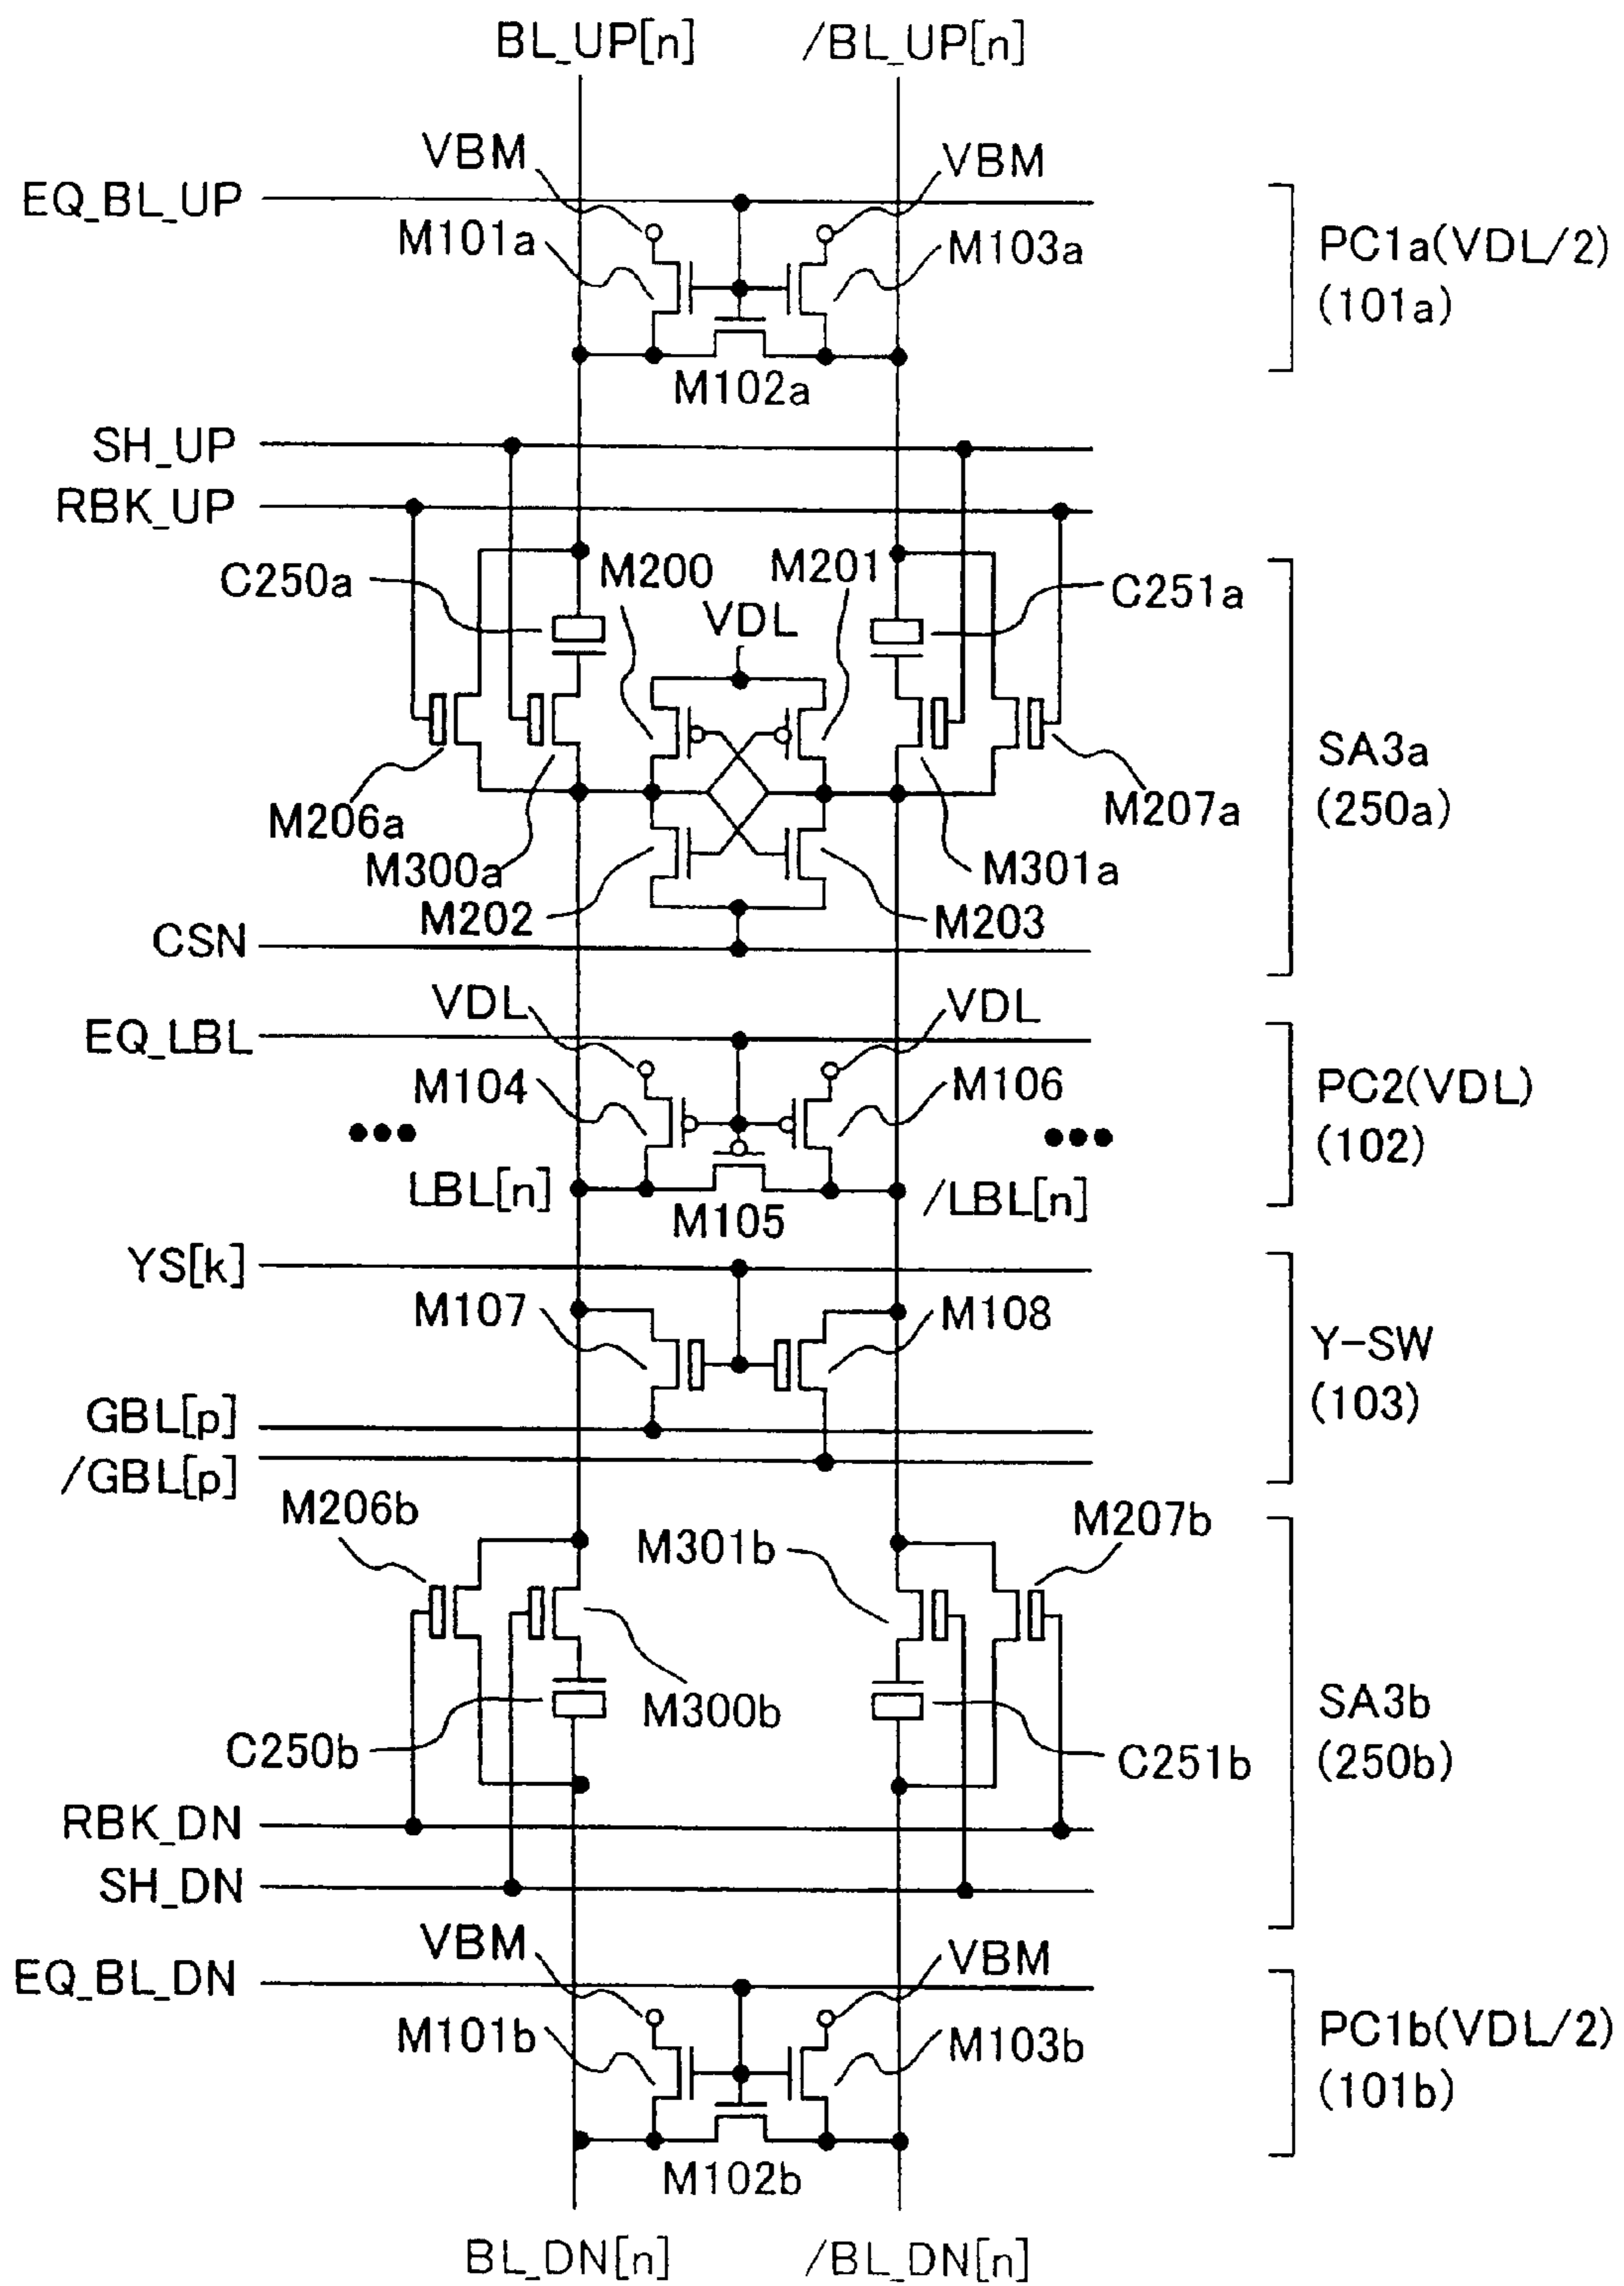 BL_UP[n] /BL_UP[n]
VBM VBM
EQ_BL_UP
M101a M103a
PC1a(VDL/2)
(101a)
M102a
SH_UP
RBK_UP
C250a M200 M201 C251a
VDL
SA3a
(250a)
M206a M207a
M300a M301a
M202 M203
CSN
VDL VDL
EQ_LBL
M104 M106
PC2(VDL)
(102)
LBL[n] /LBL[n]
M105
YS[k]
M107 M108
Y-SW
(103)
GBL[p]
/GBL[p]
M206b M301b M207b
M300b
SA3b
(250b)
C250b C251b
RBK_DN
SH_DN
VBM VBM
EQ_BL_DN
M101b M103b
PC1b(VDL/2)
(101b)
M102b
BL_DN[n] /BL_DN[n]